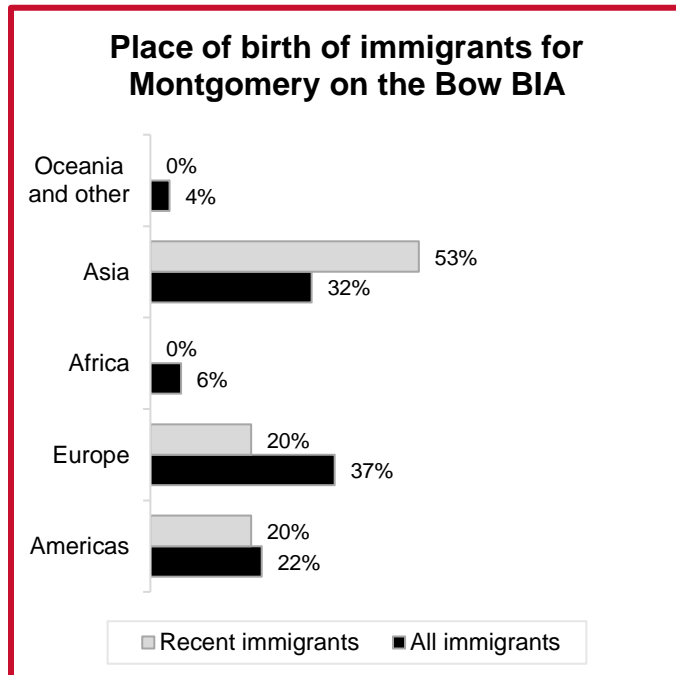 Place of birth of immigrants for
Montgomery on the Bow BIA
Oceania
and other
0%
4%
Asia
53%
32%
Africa
0%
6%
Europe
20%
37%
Americas
20%
22%
Recent immigrants
All immigrants